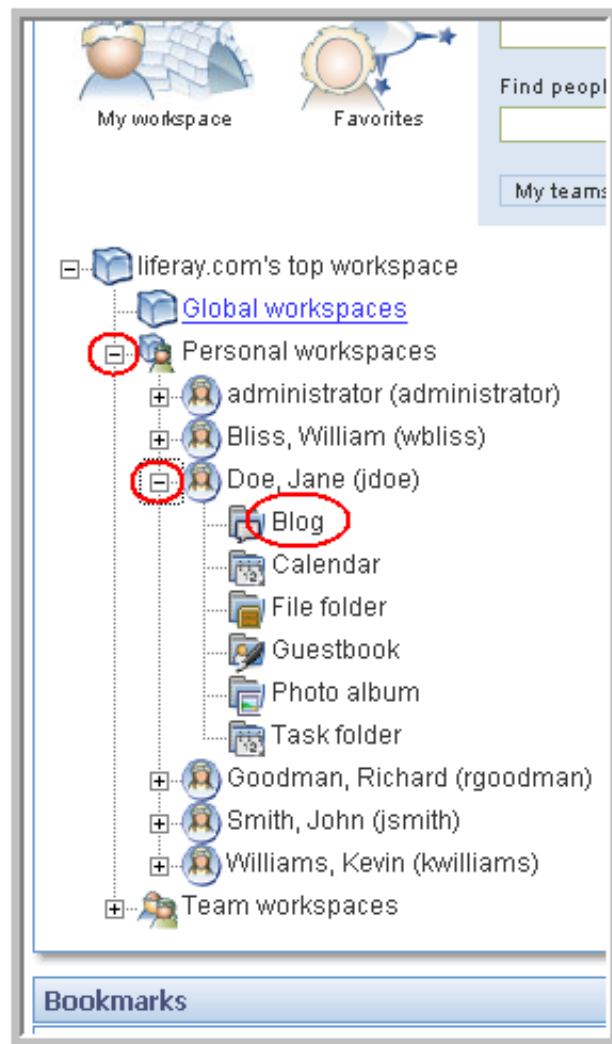 My workspace
Favorites
Find peopl
My teams
liferay.com's top workspace
Global workspaces
Personal workspaces
administrator (administrator)
Bliss, William (wbliss)
Doe, Jane (jdoe)
Blog
Calendar
File folder
Guestbook
Photo album
Task folder
Goodman, Richard (rgoodman)
Smith, John (jsmith)
Williams, Kevin (kwilliams)
Team workspaces
Bookmarks